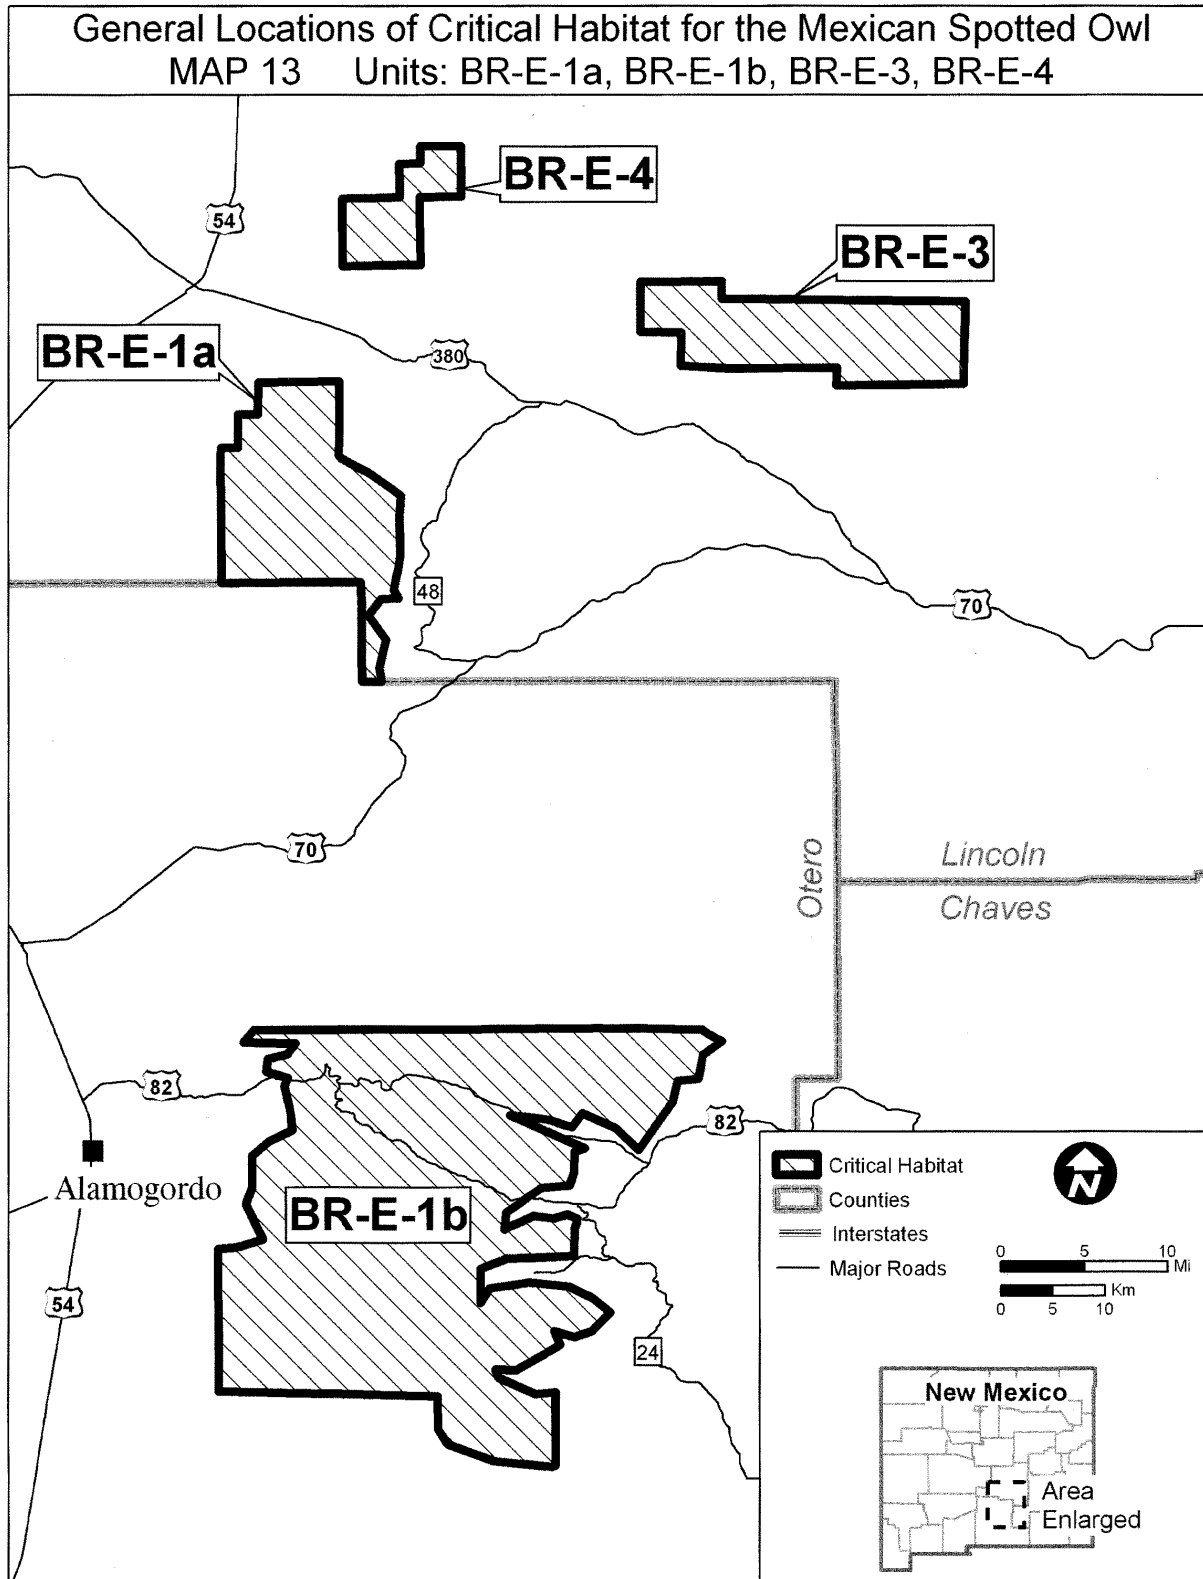 General Locations of Critical Habitat for the Mexican Spotted Owl
MAP 13 Units: BR-E-1a, BR-E-1b, BR-E-3, BR-E-4
BR-E-4
54
BR-E-3
BR-E-1a
380
48
70
70
Otero
Lincoln
Chaves
82
82
Alamogordo
BR-E-1b
54
24
Critical Habitat
Counties
Interstates
Major Roads
N
0 5 10
Mi
Km
0 5 10
New Mexico
Area
Enlarged